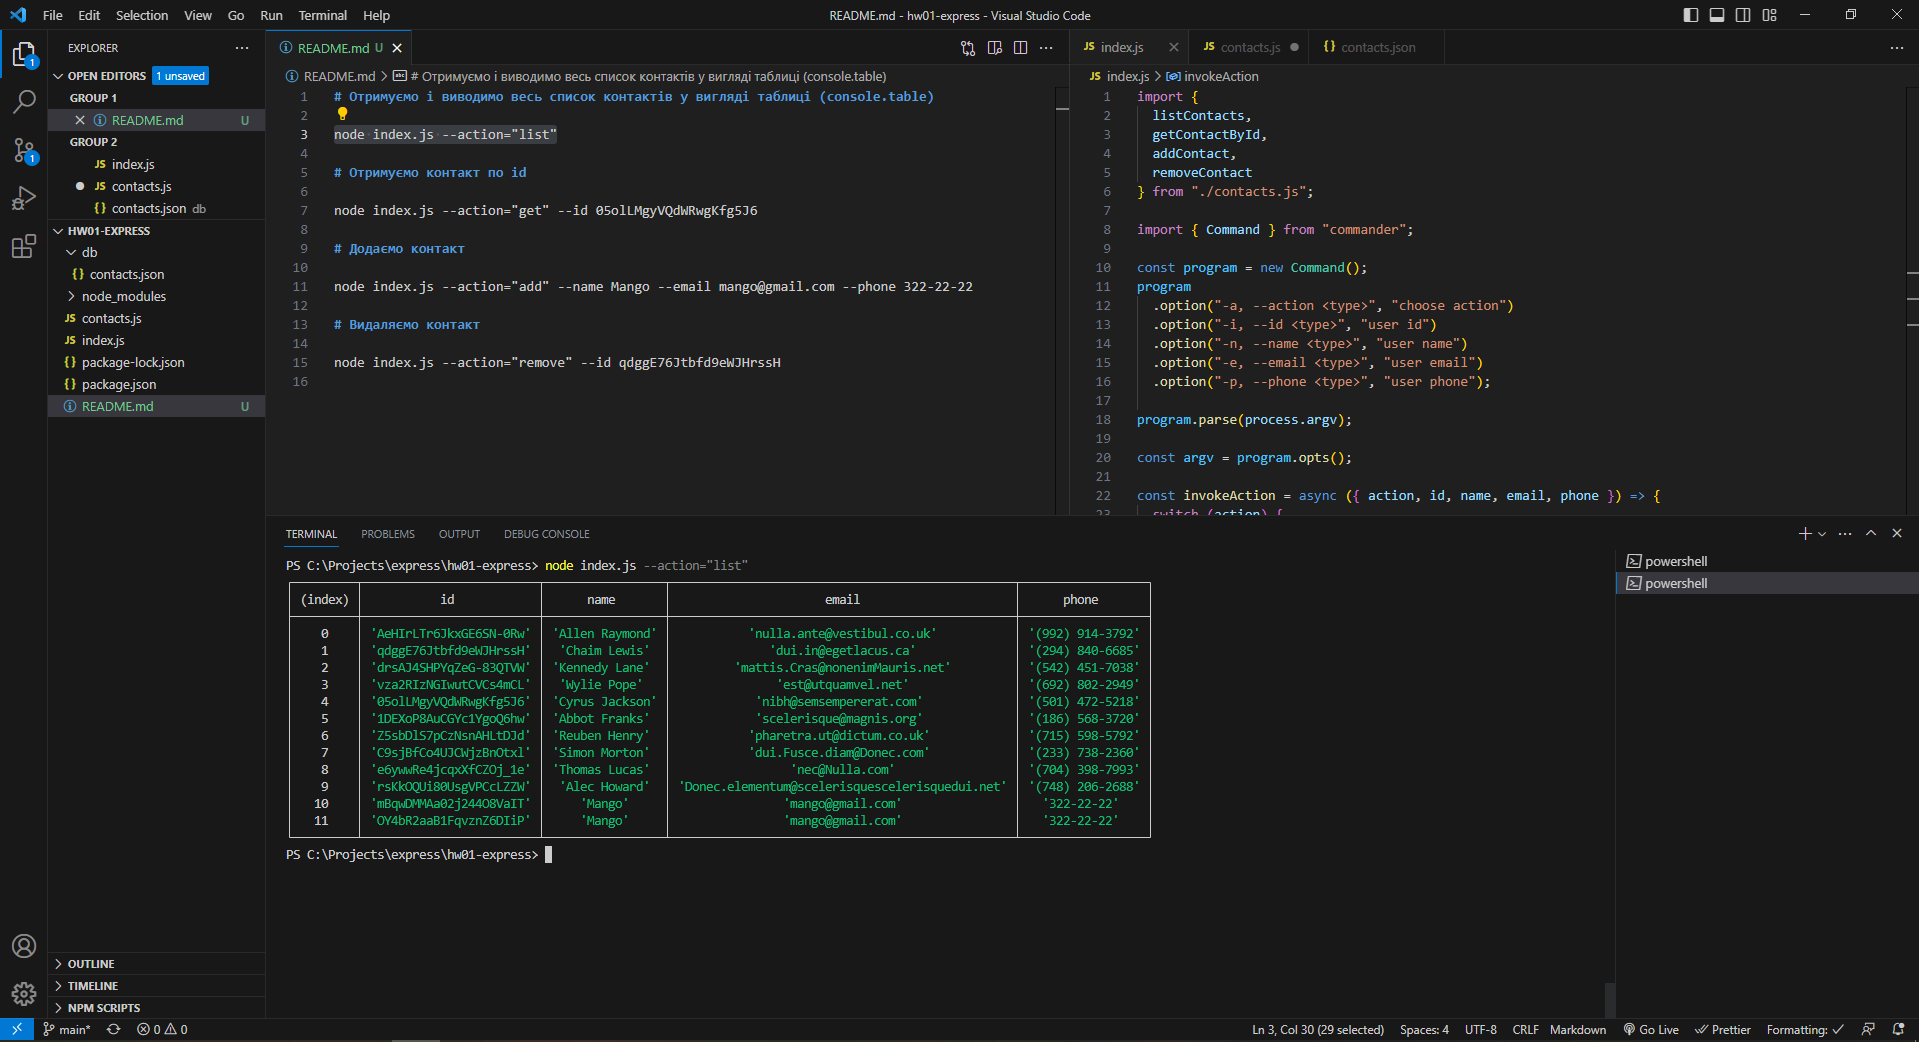 File Edit Selection View Go Run Terminal Help
README.md - hw01-express - Visual Studio Code
EXPLORER
OPEN EDITORS 1 unsaved
GROUP 1
README.md U
GROUP 2
JS index.js
JS contacts.js
{} contacts.json db
HW01-EXPRESS
db
{} contacts.json
node_modules
JS contacts.js
JS index.js
{} package-lock.json
{} package.json
README.md U
OUTLINE
TIMELINE
NPM SCRIPTS
README.md U
README.md > # Отримуємо і виводимо весь список контактів у вигляді таблиці (console.table)
1 # Отримуємо і виводимо весь список контактів у вигляді таблиці (console.table)
2
3 node index.js --action="list"
4
5 # Отримуємо контакт по id
6
7 node index.js --action="get" --id 05olLMgyVQdWRwgKfg5J6
8
9 # Додаємо контакт
10
11 node index.js --action="add" --name Mango --email mango@gmail.com --phone 322-22-22
12
13 # Видаляємо контакт
14
15 node index.js --action="remove" --id qdggE76Jtbfd9eWJHrssH
16
JS index.js JS contacts.js {} contacts.json
JS index.js > invokeAction
1 import {
2 listContacts,
3 getContactById,
4 addContact,
5 removeContact
6 } from "./contacts.js";
7
8 import { Command } from "commander";
9
10 const program = new Command();
11 program
12 .option("-a, --action <type>", "choose action")
13 .option("-i, --id <type>", "user id")
14 .option("-n, --name <type>", "user name")
15 .option("-e, --email <type>", "user email")
16 .option("-p, --phone <type>", "user phone");
17
18 program.parse(process.argv);
19
20 const argv = program.opts();
21
22 const invokeAction = async ({ action, id, name, email, phone }) => {
23 switch (action) {
TERMINAL PROBLEMS OUTPUT DEBUG CONSOLE
PS C:\Projects\express\hw01-express> node index.js --action="list"
(index) id name email phone
0 'AeHIrLTr6JkxGE6SN-0Rw' 'Allen Raymond' 'nulla.ante@vestibul.co.uk' '(992) 914-3792'
1 'qdggE76Jtbfd9eWJHrssH' 'Chaim Lewis' 'dui.in@egetlacus.ca' '(294) 840-6685'
2 'drsAJ4SHPYqZeG-83QTVW' 'Kennedy Lane' 'mattis.Cras@nonenimMauris.net' '(542) 451-7038'
3 'vza2RIzNGIwutCVCs4mCL' 'Wylie Pope' 'est@utquamvel.net' '(692) 802-2949'
4 '05olLMgyVQdWRwgKfg5J6' 'Cyrus Jackson' 'nibh@semsempererat.com' '(501) 472-5218'
5 '1DEXoP8AuCGYc1YgoQ6hw' 'Abbot Franks' 'scelerisque@magnis.org' '(186) 568-3720'
6 'Z5sbDlS7pCzNsnAHLtDJd' 'Reuben Henry' 'pharetra.ut@dictum.co.uk' '(715) 598-5792'
7 'C9sjBfCo4UJCWjzBnOtxl' 'Simon Morton' 'dui.Fusce.diam@Donec.com' '(233) 738-2360'
8 'e6ywwRe4jcqxXfCZOj_1e' 'Thomas Lucas' 'nec@Nulla.com' '(704) 398-7993'
9 'rsKkOQUi80UsgVPCcLZZW' 'Alec Howard' 'Donec.elementum@scelerisquescelerisquedui.net' '(748) 206-2688'
10 'mBqwDMMAa02j244O8VaIT' 'Mango' 'mango@gmail.com' '322-22-22'
11 'OY4bR2aaB1FqvznZ6DIiP' 'Mango' 'mango@gmail.com' '322-22-22'
PS C:\Projects\express\hw01-express>
powershell
powershell
main* 0 0
Ln 3, Col 30 (29 selected) Spaces: 4 UTF-8 CRLF Markdown Go Live Prettier Formatting: